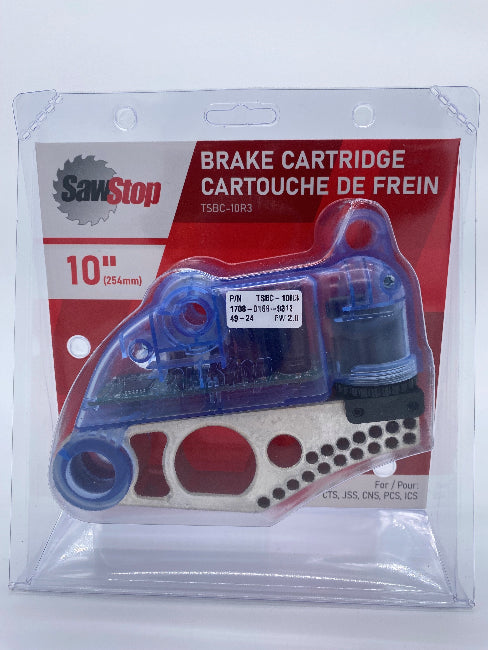 SawStop
BRAKE CARTRIDGE
CARTOUCHE DE FREIN
TSBC-10R3
10"
(254mm)
P/N TSBC-10R3
49-24 FW 2.0
For / Pour:
CTS, JSS, CNS, PCS, ICS